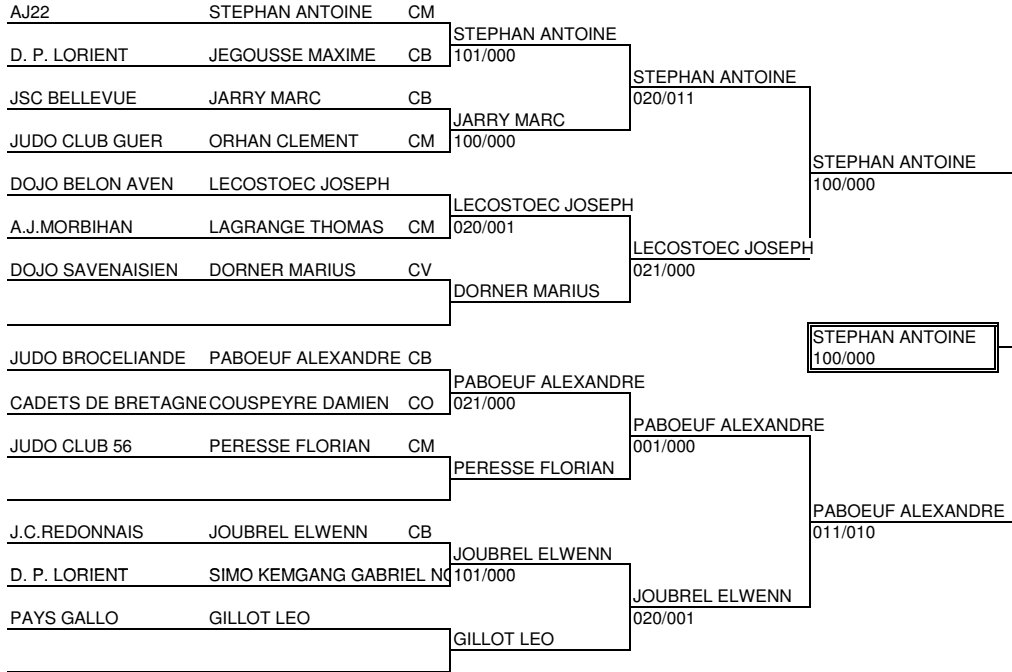 AJ22 STEPHAN ANTOINE CM
STEPHAN ANTOINE
D. P. LORIENT JEGOUSSE MAXIME CB 101/000
STEPHAN ANTOINE
JSC BELLEVUE JARRY MARC CB 020/011
JARRY MARC
JUDO CLUB GUER ORHAN CLEMENT CM 100/000
STEPHAN ANTOINE
DOJO BELON AVEN LECOSTOEC JOSEPH 100/000
LECOSTOEC JOSEPH
A.J.MORBIHAN LAGRANGE THOMAS CM 020/001
LECOSTOEC JOSEPH
DOJO SAVENAISIEN DORNER MARIUS CV 021/000
DORNER MARIUS
STEPHAN ANTOINE
JUDO BROCELIANDE PABOEUF ALEXANDRE CB 100/000
PABOEUF ALEXANDRE
CADETS DE BRETAGNE COUSPEYRE DAMIEN CO 021/000
PABOEUF ALEXANDRE
JUDO CLUB 56 PERESSE FLORIAN CM 001/000
PERESSE FLORIAN
PABOEUF ALEXANDRE
J.C.REDONNAIS JOUBREL ELWENN CB 011/010
JOUBREL ELWENN
D. P. LORIENT SIMO KEMGANG GABRIEL 101/000
JOUBREL ELWENN
PAYS GALLO GILLOT LEO 020/001
GILLOT LEO